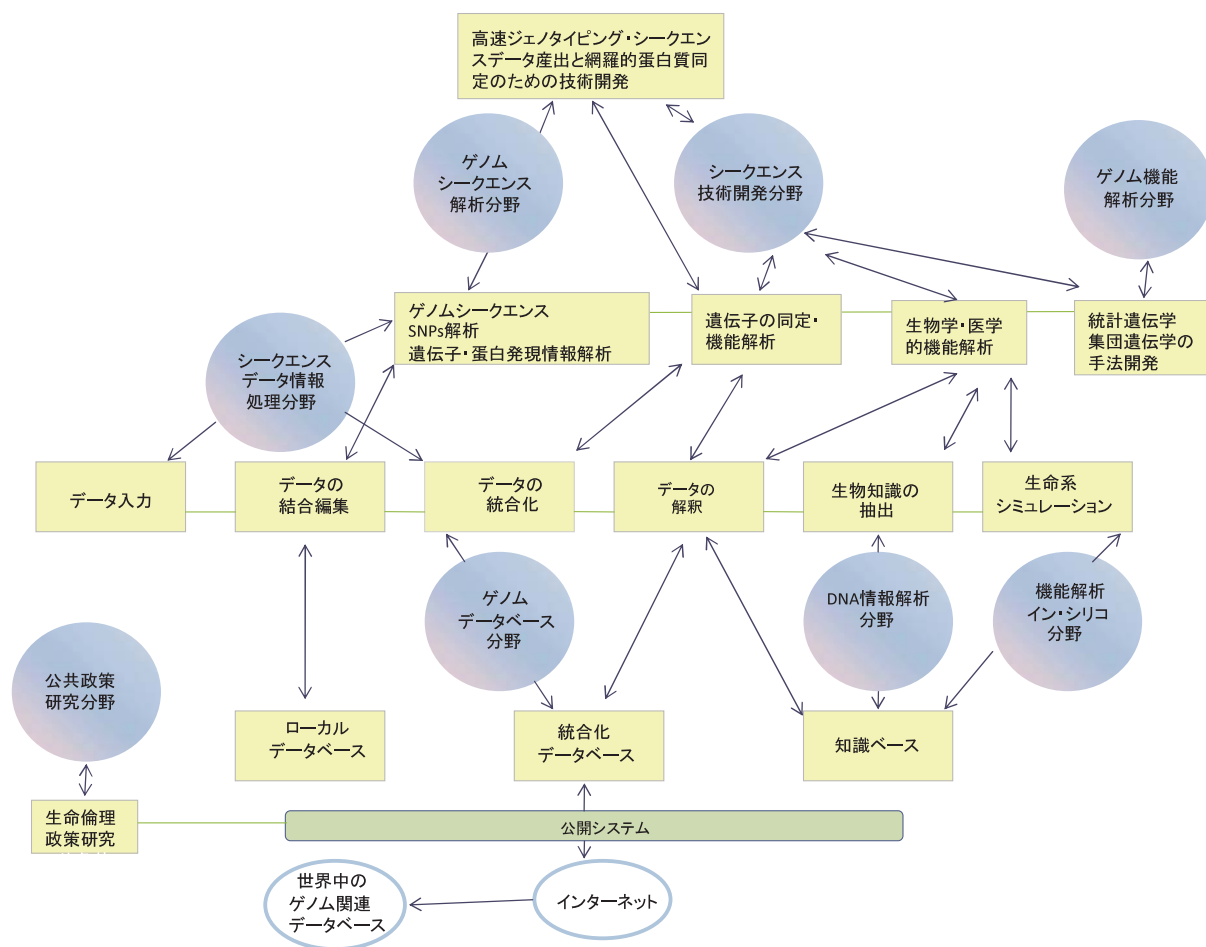 高速ジェノタイピング・シークエン
スデータ産出と網羅的蛋白質同
定のための技術開発
ゲノム
シークエンス
解析分野
シークエンス
技術開発分野
ゲノム機能
解析分野
ゲノムシークエンス
SNPs解析
遺伝子・蛋白発現情報解析
遺伝子の同定・
機能解析
生物学・医学
的機能解析
統計遺伝学
集団遺伝学の
手法開発
シークエンス
データ情報
処理分野
データ入力
データの
結合編集
データの
統合化
データの
解釈
生物知識の
抽出
生命系
シミュレーション
ゲノム
データベース
分野
DNA情報解析
分野
機能解析
イン・シリコ
分野
公共政策
研究分野
ローカル
データベース
統合化
データベース
知識ベース
生命倫理
政策研究
公開システム
世界中の
ゲノム関連
データベース
インターネット